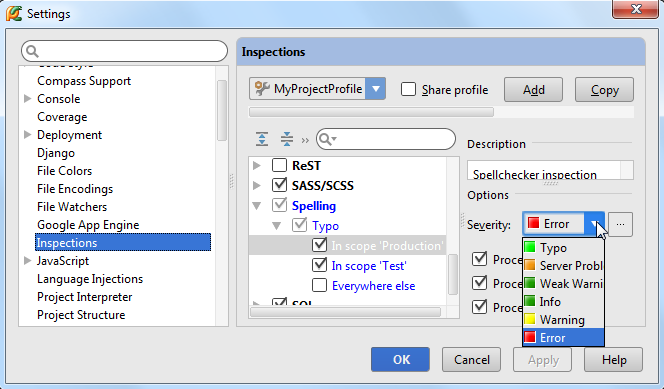 Settings
Inspections
Compass Support
Console
Coverage
Deployment
Django
File Colors
File Encodings
File Watchers
Google App Engine
Inspections
JavaScript
Language Injections
Project Interpreter
Project Structure
MyProjectProfile
Share profile
Add
Copy
››
ReST
SASS/SCSS
Spelling
Typo
In scope 'Production'
In scope 'Test'
Everywhere else
Description
Spellchecker inspection
Options
Severity:
Error
...
Typo
Server Probl
Weak Warni
Info
Warning
Error
Proce
Proce
Proce
OK
Cancel
Apply
Help